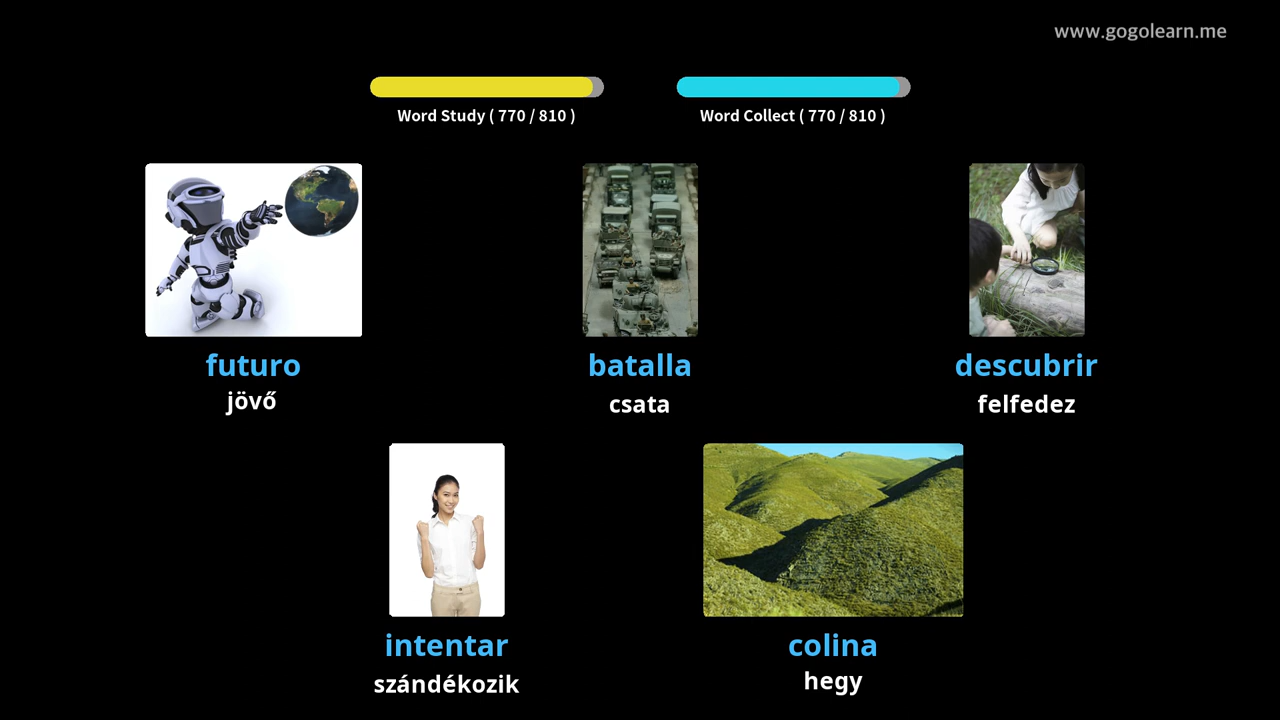 www.gogolearn.me
Word Study ( 770 / 810 )
Word Collect ( 770 / 810 )
futuro
jövő
batalla
csata
descubrir
felfedez
intentar
szándékozik
colina
hegy